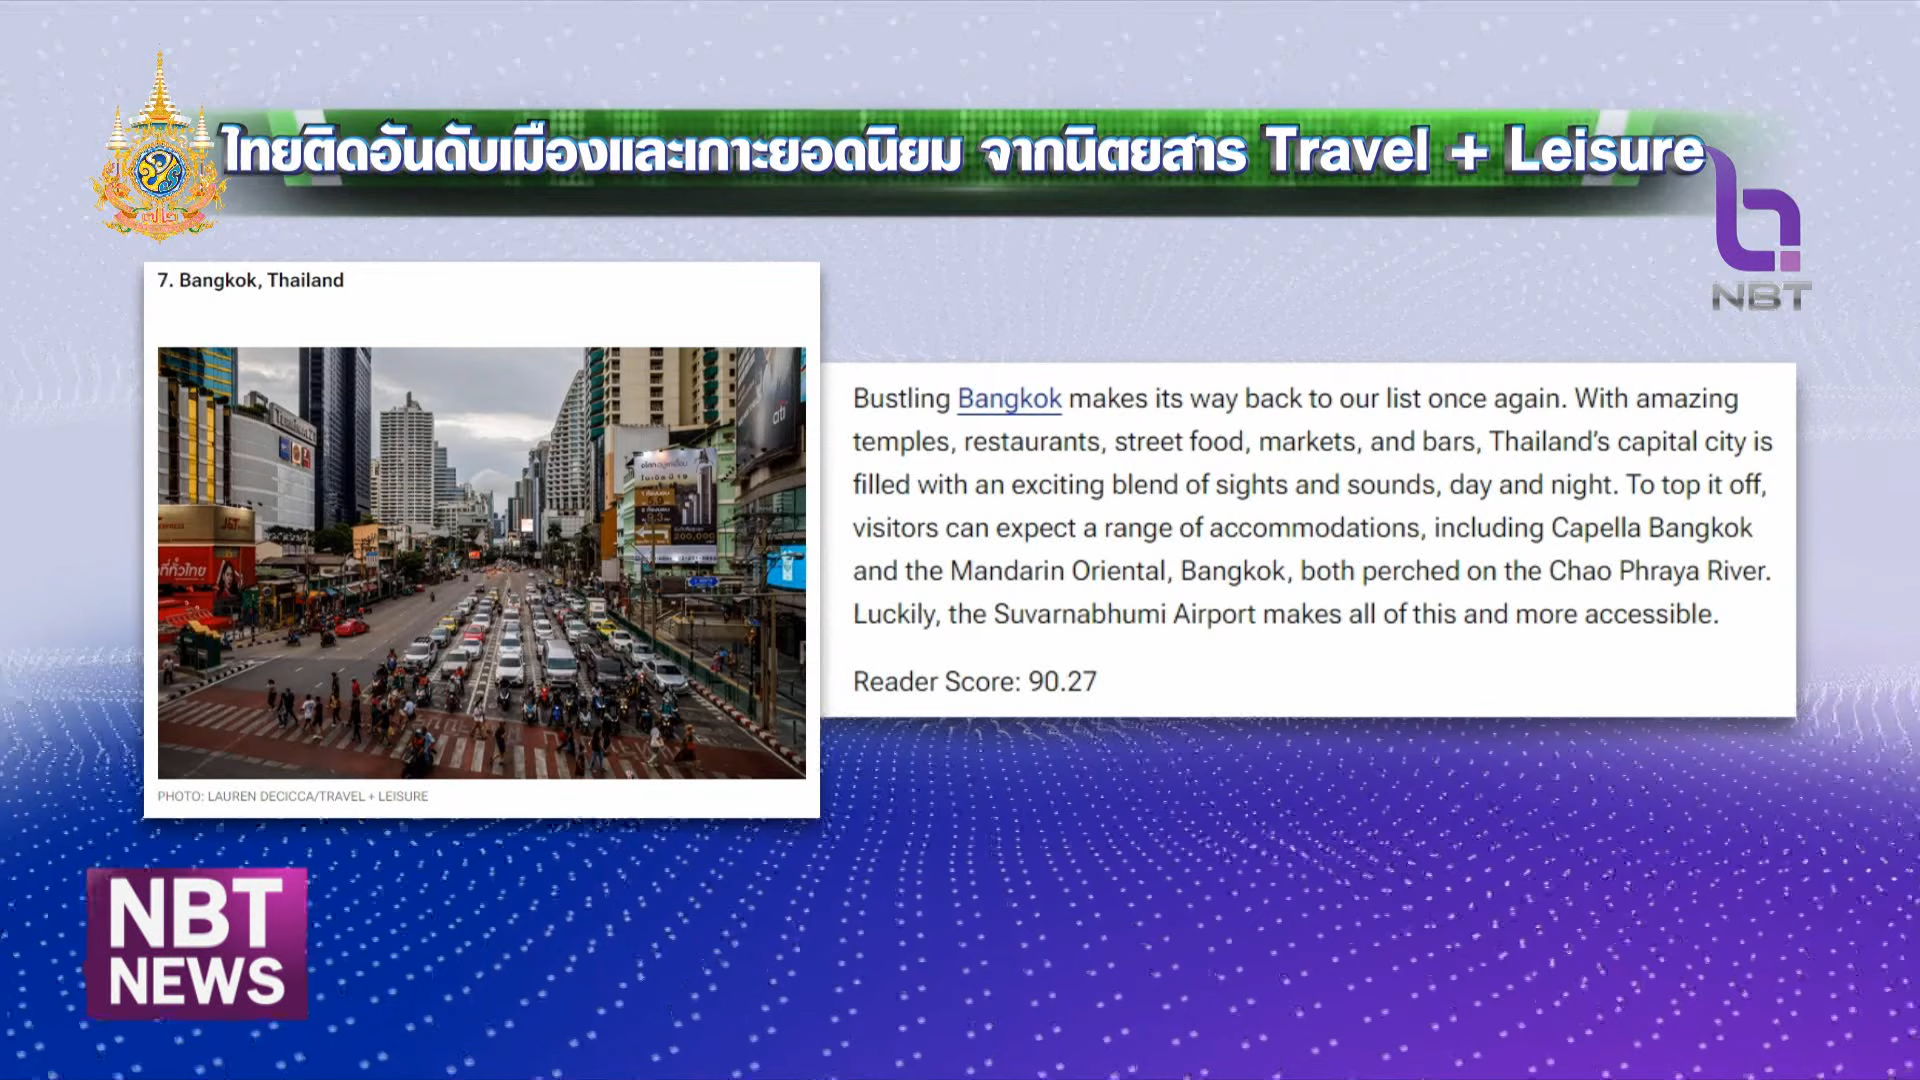 ไทยติดอันดับเมืองและเกาะยอดนิยม จากนิตยสาร Travel + Leisure
NBT
7. Bangkok, Thailand
citi
J&T
EXPRESS
200,000
PHOTO: LAUREN DECICCA/TRAVEL + LEISURE
Bustling Bangkok makes its way back to our list once again. With amazing
temples, restaurants, street food, markets, and bars, Thailand’s capital city is
filled with an exciting blend of sights and sounds, day and night. To top it off,
visitors can expect a range of accommodations, including Capella Bangkok
and the Mandarin Oriental, Bangkok, both perched on the Chao Phraya River.
Luckily, the Suvarnabhumi Airport makes all of this and more accessible.
Reader Score: 90.27
NBT
NEWS